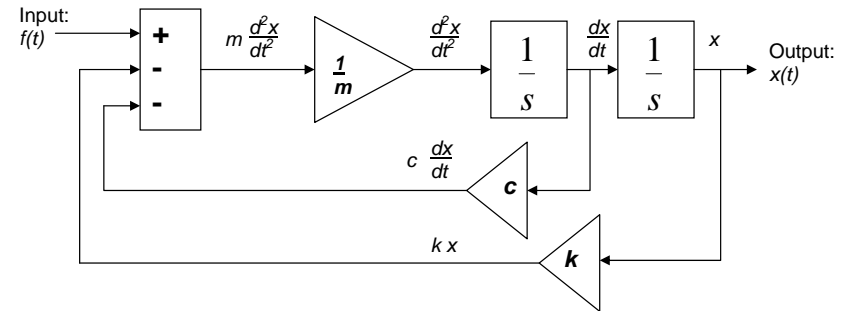 Input:
f(t)
+
-
-
m d²x/dt²
1/m
d²x/dt²
1/s
dx/dt
1/s
x
Output:
x(t)
c dx/dt
c
k x
k